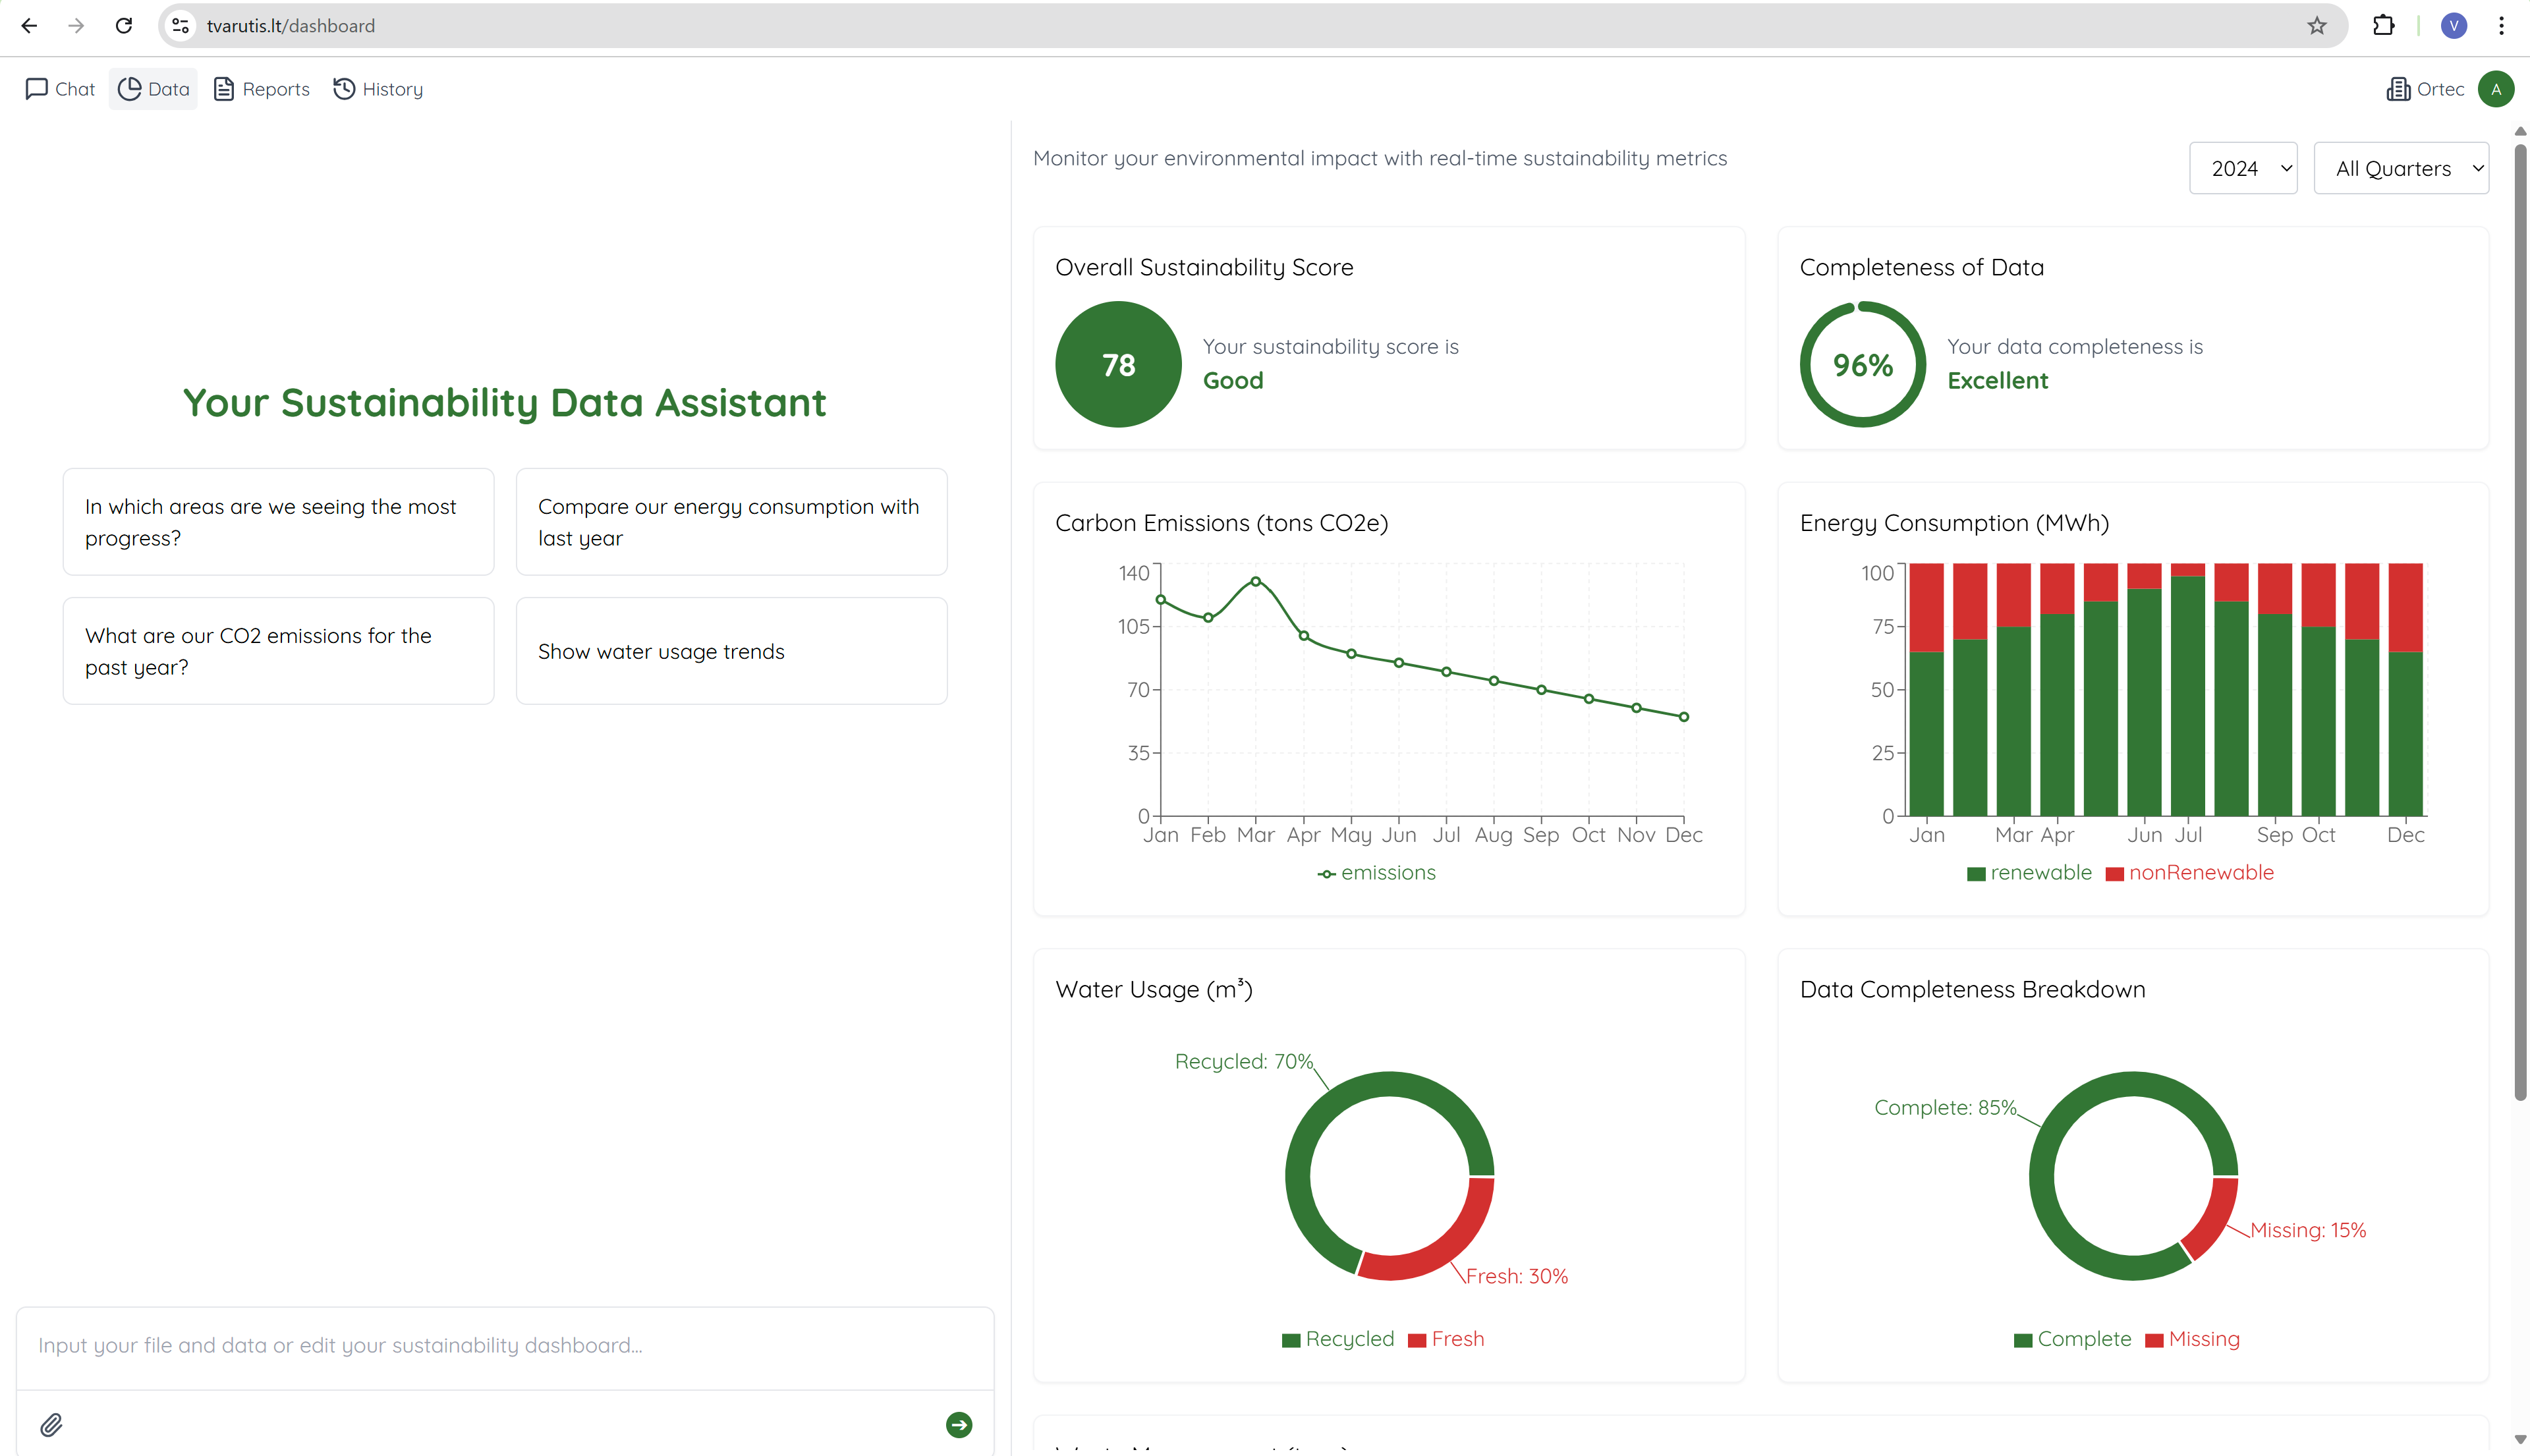 tvarutis.lt/dashboard
V
Chat Data Reports History
Ortec A
Your Sustainability Data Assistant
In which areas are we seeing the most
progress?
Compare our energy consumption with
last year
What are our CO2 emissions for the
past year?
Show water usage trends
Input your file and data or edit your sustainability dashboard...
Monitor your environmental impact with real-time sustainability metrics
2024
All Quarters
Overall Sustainability Score
78
Your sustainability score is
Good
Completeness of Data
96%
Your data completeness is
Excellent
Carbon Emissions (tons CO2e)
140
105
70
35
0
Jan Feb Mar Apr May Jun Jul Aug Sep Oct Nov Dec
emissions
Energy Consumption (MWh)
100
75
50
25
0
Jan Mar Apr Jun Jul Sep Oct Dec
renewable nonRenewable
Water Usage (m³)
Recycled: 70%
Fresh: 30%
Recycled Fresh
Data Completeness Breakdown
Complete: 85%
Missing: 15%
Complete Missing